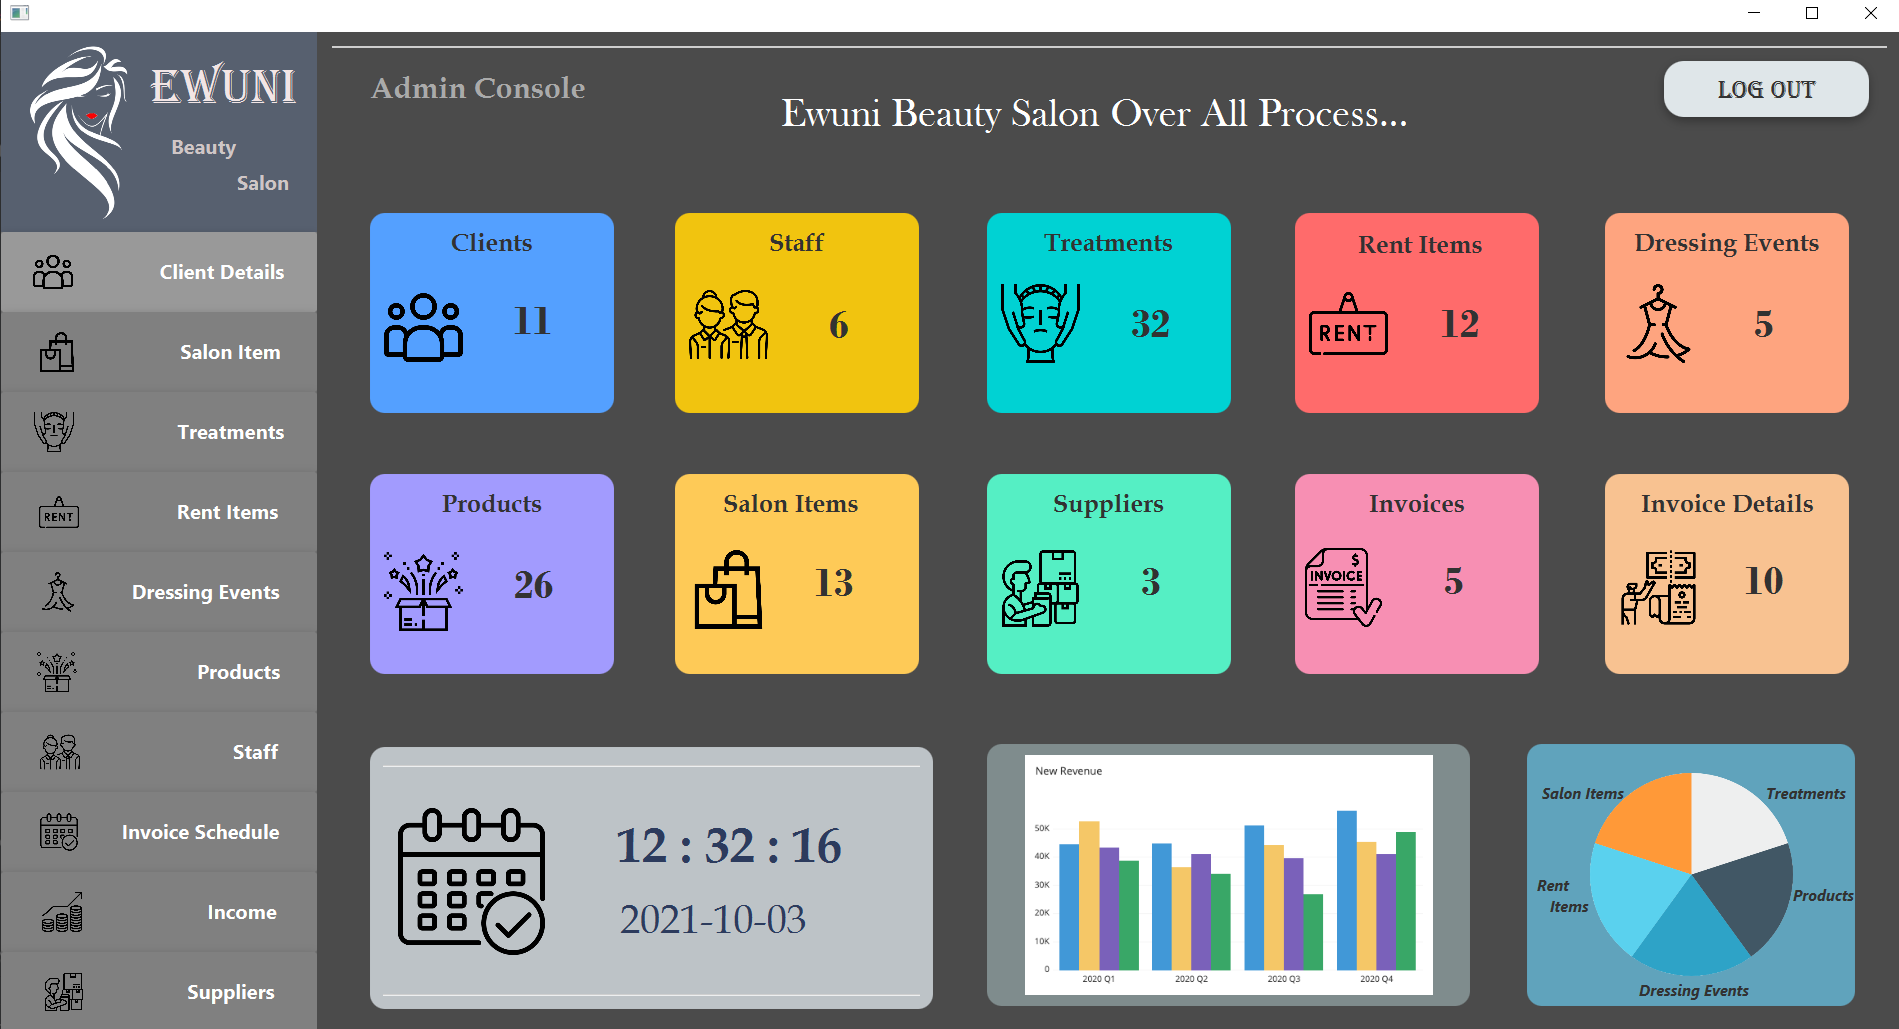 EWUNI
Beauty
Salon
Client Details
Salon Item
Treatments
RENT
Rent Items
Dressing Events
Products
Staff
Invoice Schedule
Income
Suppliers
Admin Console
Ewuni Beauty Salon Over All Process...
LOG OUT
Clients
11
Staff
6
Treatments
32
Rent Items
RENT
12
Dressing Events
5
Products
26
Salon Items
13
Suppliers
3
Invoices
$
INVOICE
5
Invoice Details
10
12 : 32 : 16
2021-10-03
New Revenue
50K
40K
30K
20K
10K
0
2020 Q1 2020 Q2 2020 Q3 2020 Q4
Salon Items
Treatments
Rent
Items
Products
Dressing Events